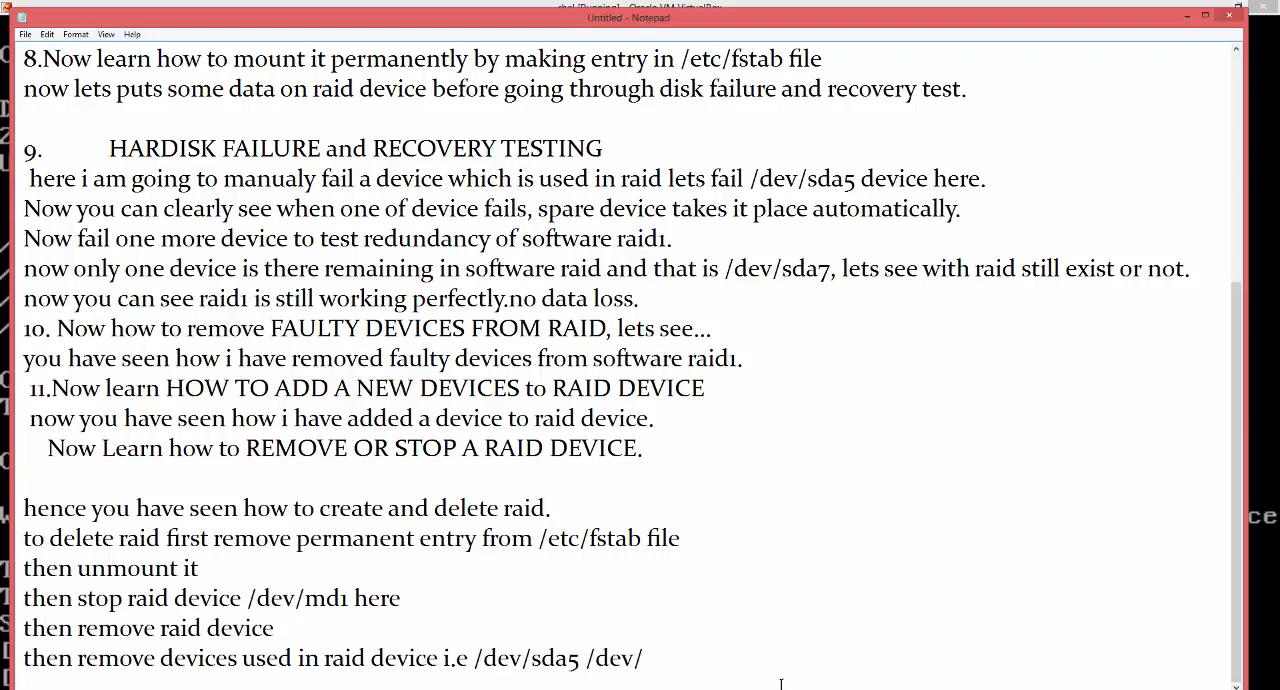 Untitled - Notepad
File Edit Format View Help
8.Now learn how to mount it permanently by making entry in /etc/fstab file
now lets puts some data on raid device before going through disk failure and recovery test.
9. HARDISK FAILURE and RECOVERY TESTING
here i am going to manualy fail a device which is used in raid lets fail /dev/sda5 device here.
Now you can clearly see when one of device fails, spare device takes it place automatically.
Now fail one more device to test redundancy of software raid1.
now only one device is there remaining in software raid and that is /dev/sda7, lets see with raid still exist or not.
now you can see raid1 is still working perfectly.no data loss.
10. Now how to remove FAULTY DEVICES FROM RAID, lets see...
you have seen how i have removed faulty devices from software raid1.
11.Now learn HOW TO ADD A NEW DEVICES to RAID DEVICE
now you have seen how i have added a device to raid device.
Now Learn how to REMOVE OR STOP A RAID DEVICE.
hence you have seen how to create and delete raid.
to delete raid first remove permanent entry from /etc/fstab file
then unmount it
then stop raid device /dev/md1 here
then remove raid device
then remove devices used in raid device i.e /dev/sda5 /dev/